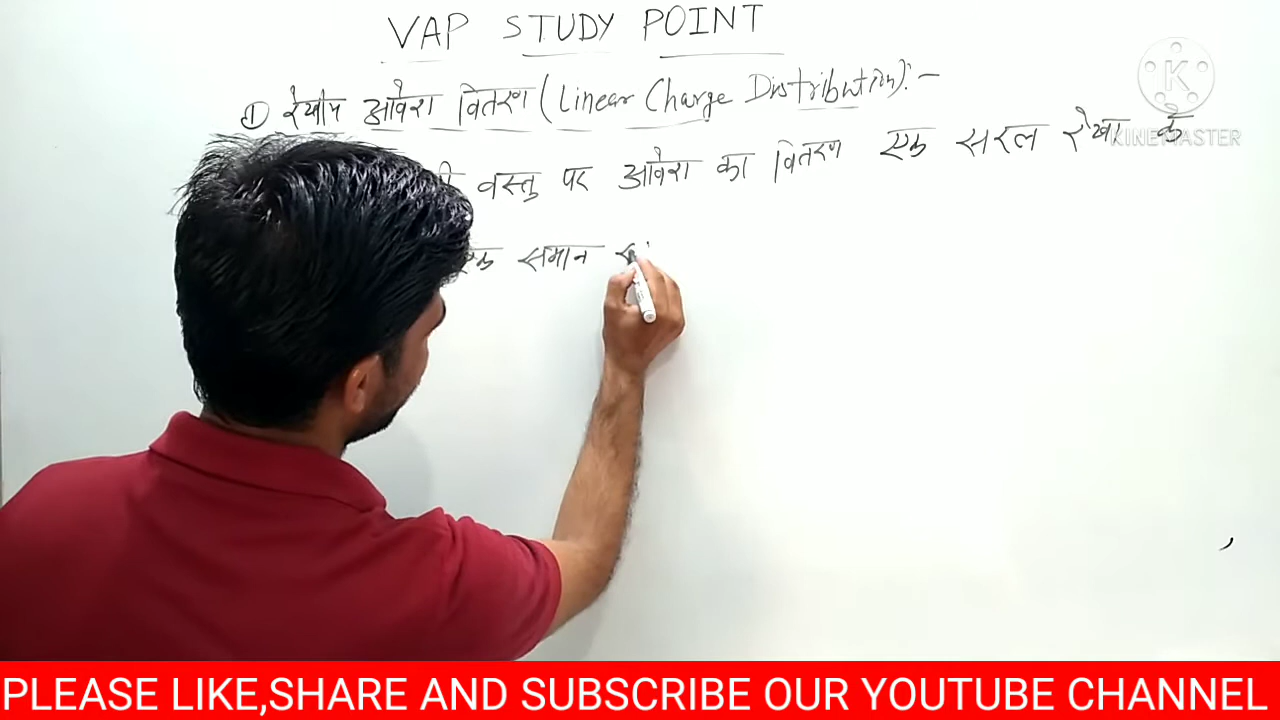 VAP STUDY POINT
① रेखीय आवेश वितरण (Linear Charge Distribution):-
वस्तु पर आवेश का वितरण एक सरल रेखा के
एक समान
KINEMASTER
PLEASE LIKE,SHARE AND SUBSCRIBE OUR YOUTUBE CHANNEL